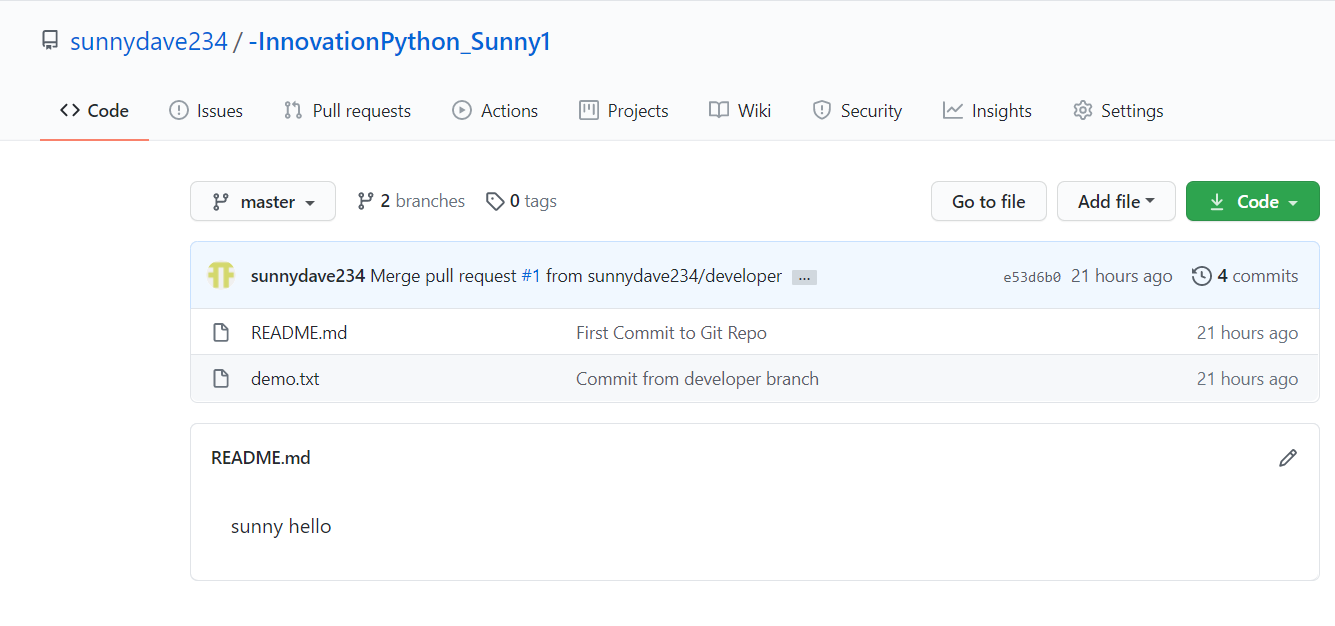 sunnydave234 / -InnovationPython_Sunny1
Code Issues Pull requests Actions Projects Wiki Security Insights Settings
master 2 branches 0 tags Go to file Add file Code
sunnydave234 Merge pull request #1 from sunnydave234/developer ... e53d6b0 21 hours ago 4 commits
README.md First Commit to Git Repo 21 hours ago
demo.txt Commit from developer branch 21 hours ago
README.md
sunny hello